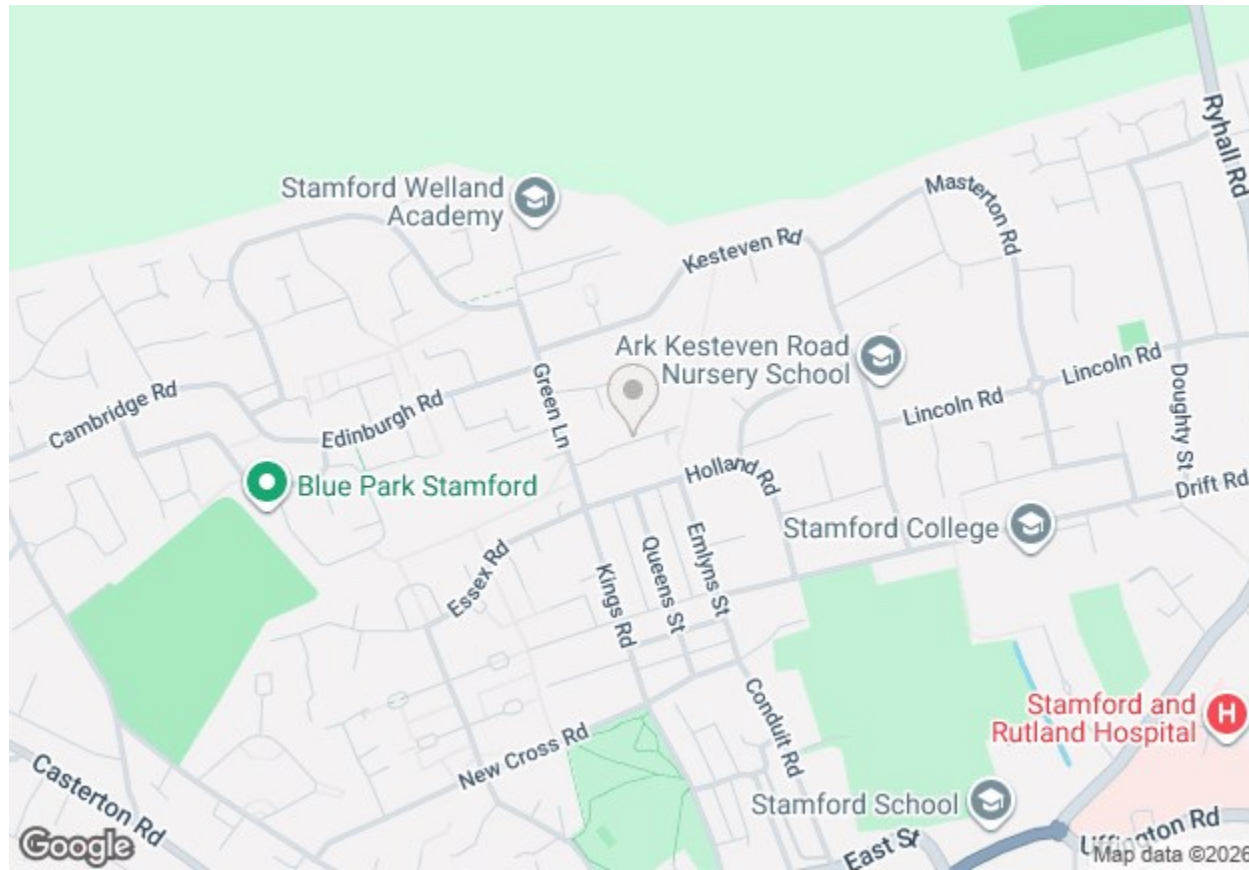 Ryhall Rd
Stamford Welland
Academy
Masterton Rd
Kesteven Rd
Ark Kesteven Road
Nursery School
Lincoln Rd
Lincoln Rd
Doughty St
Green Ln
Cambridge Rd
Edinburgh Rd
Blue Park Stamford
Holland Rd
Drift Rd
Stamford College
Essex Rd
Kings Rd
Queens St
Emlyns St
Conduit Rd
Stamford and
Rutland Hospital
H
New Cross Rd
Casterton Rd
Stamford School
East St
Uffington Rd
Google
Map data ©2026